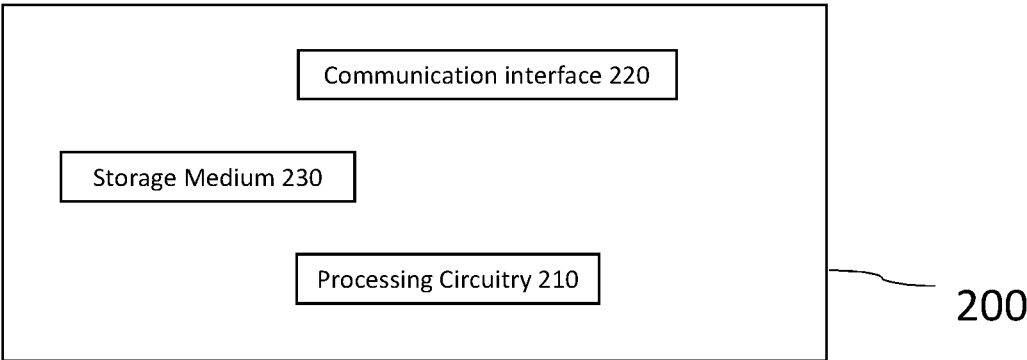 Communication interface 220
Storage Medium 230
Processing Circuitry 210
200